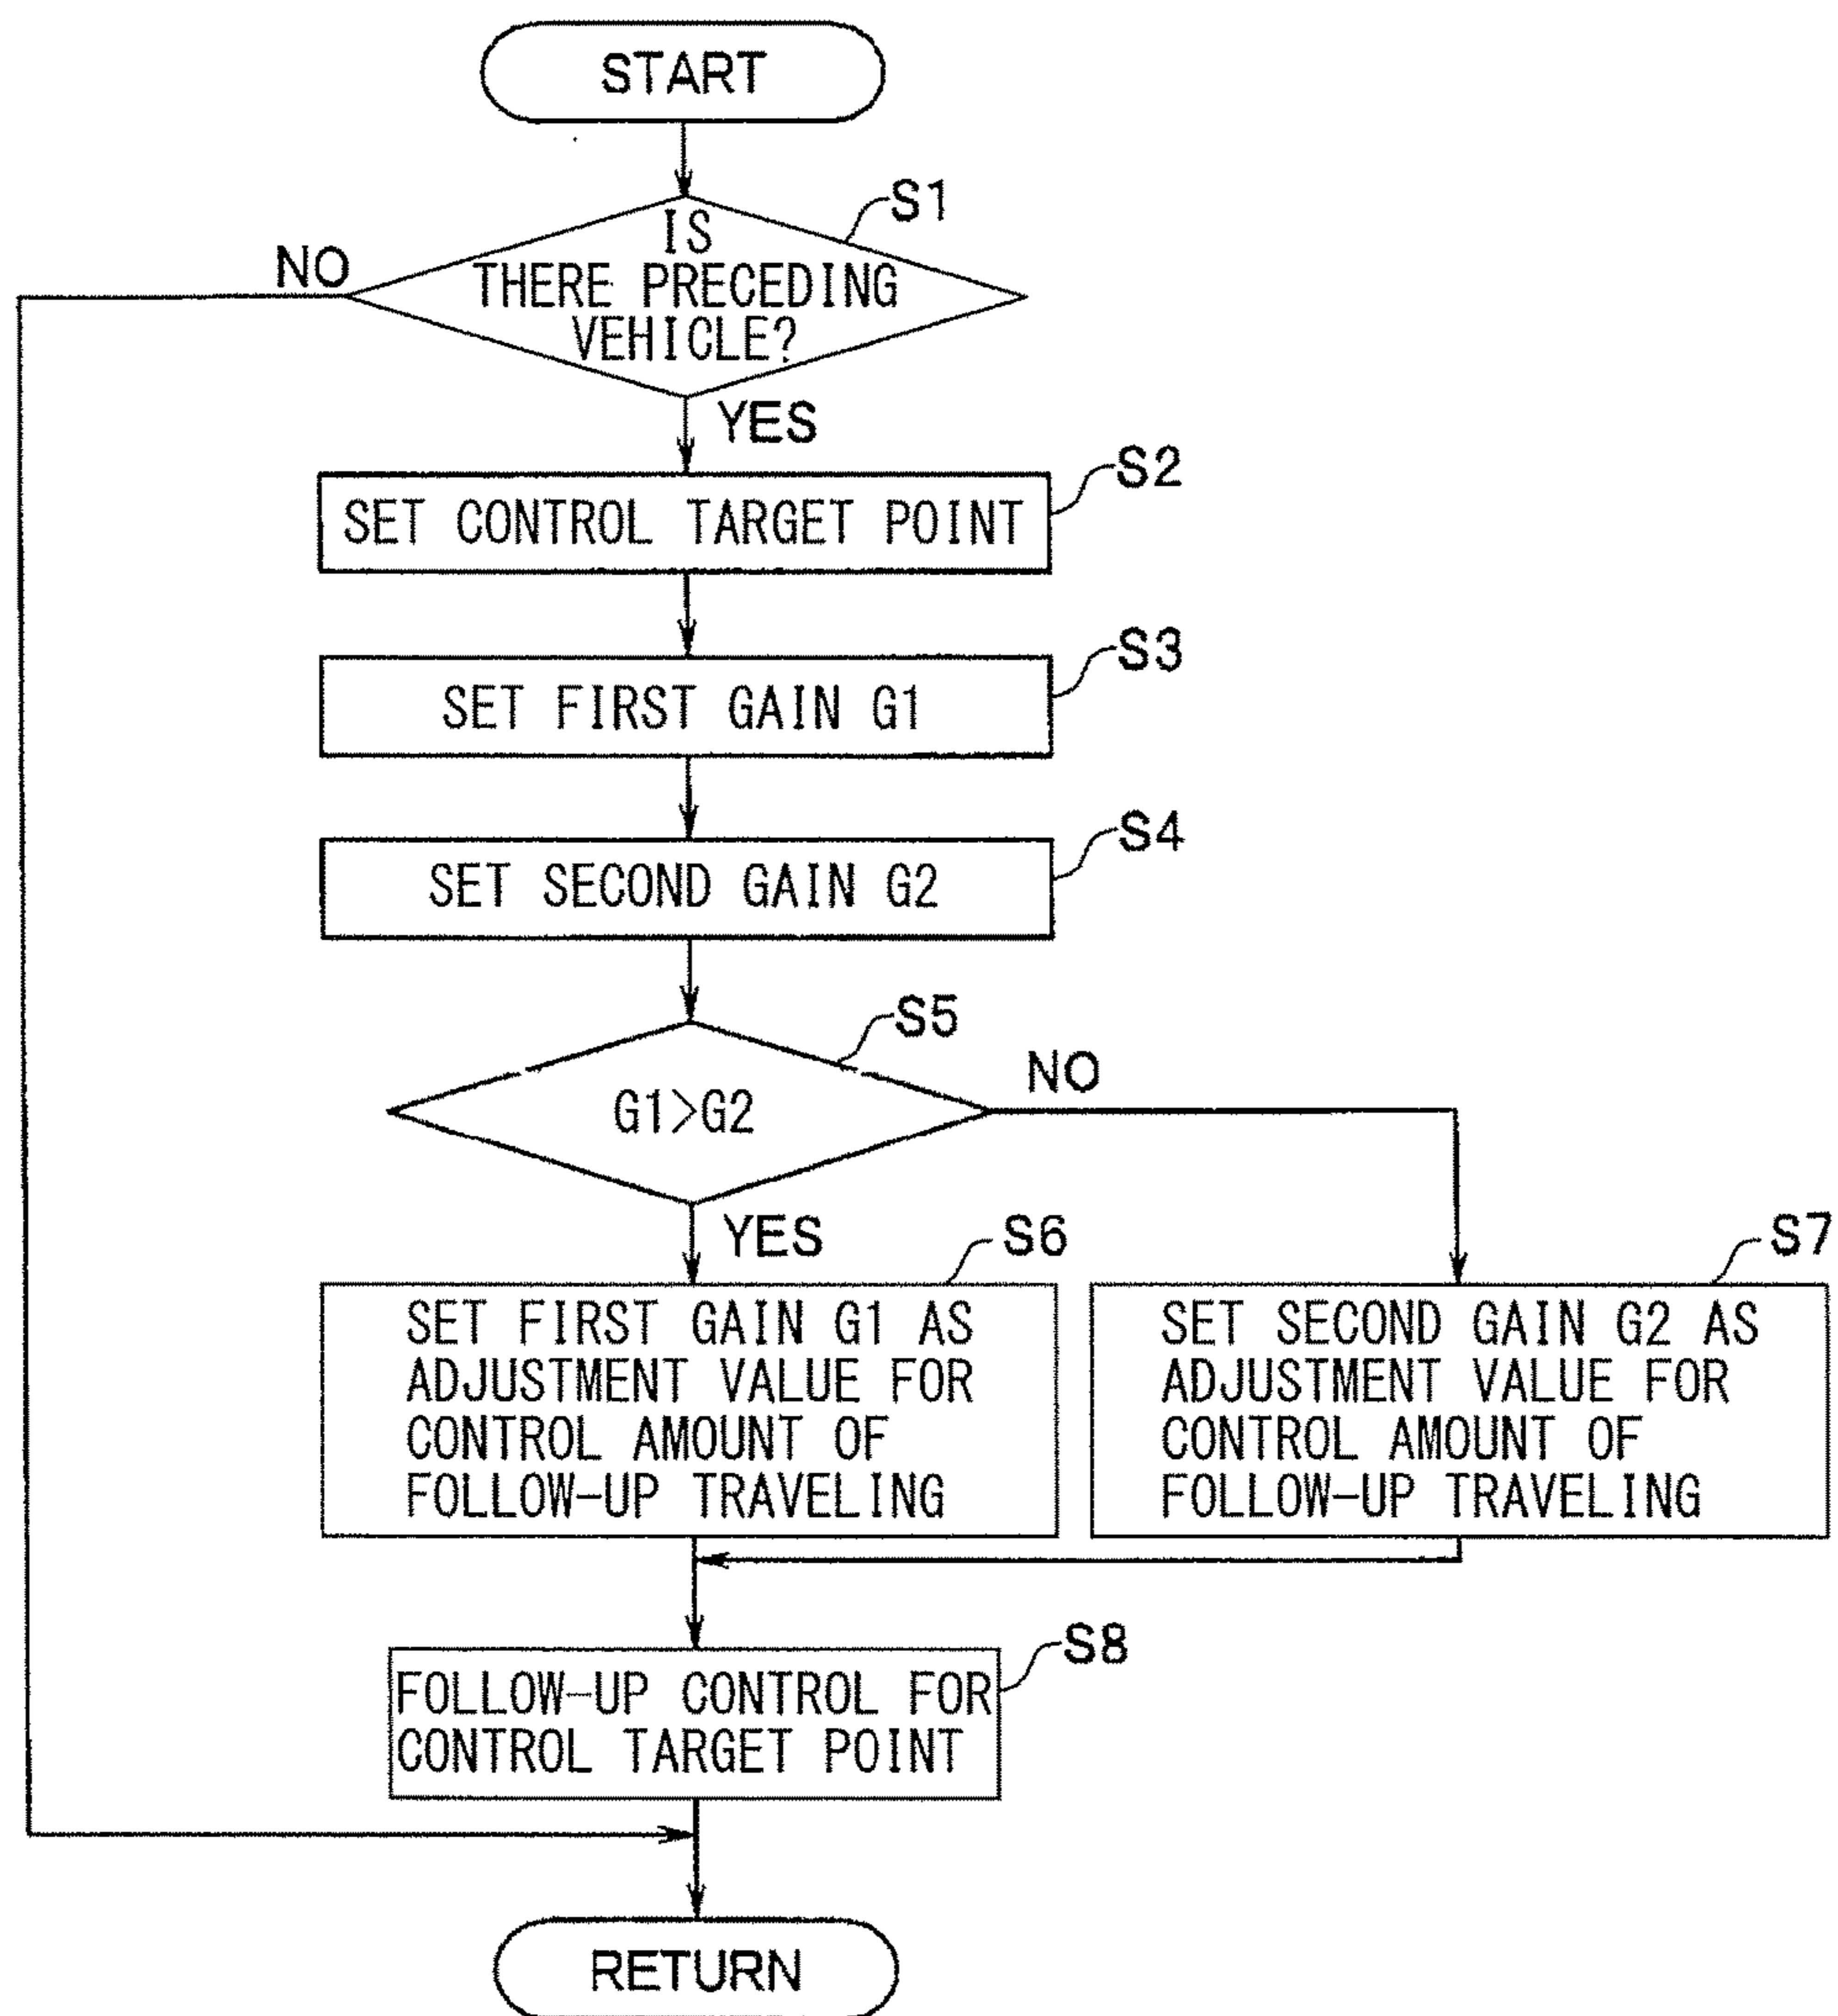 START
S1
IS
THERE PRECEDING
VEHICLE?
NO
YES
S2
SET CONTROL TARGET POINT
S3
SET FIRST GAIN G1
S4
SET SECOND GAIN G2
S5
G1>G2
NO
YES
S6
SET FIRST GAIN G1 AS
ADJUSTMENT VALUE FOR
CONTROL AMOUNT OF
FOLLOW-UP TRAVELING
S7
SET SECOND GAIN G2 AS
ADJUSTMENT VALUE FOR
CONTROL AMOUNT OF
FOLLOW-UP TRAVELING
S8
FOLLOW-UP CONTROL FOR
CONTROL TARGET POINT
RETURN